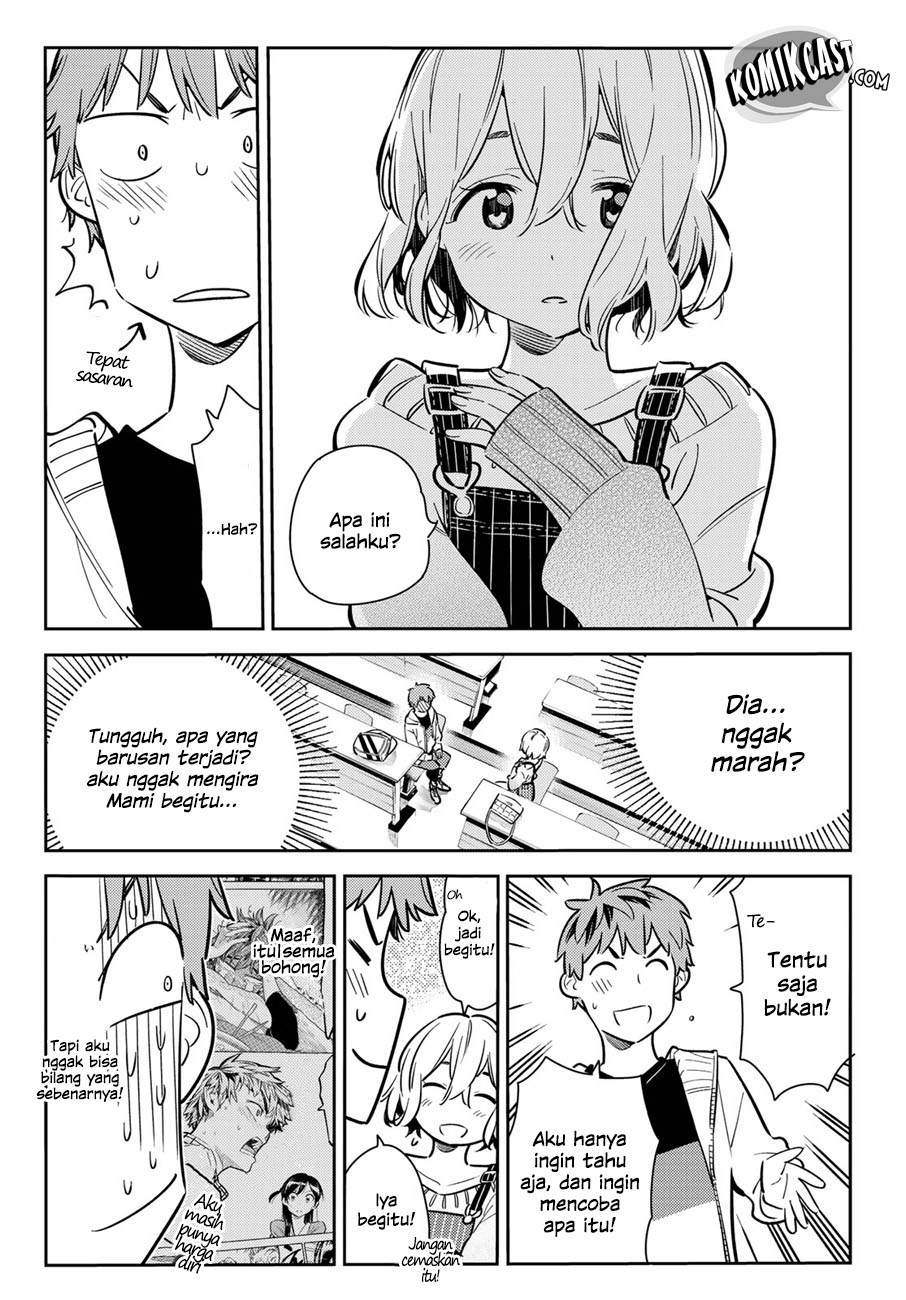 KOMIKCAST
.COM
Apa ini
salahku?
Tepat
sasaran
...Hah?
Dia...
nggak
marah?
Tungguh, apa yang
barusan terjadi?
aku nggak mengira
Mami begitu...
Te-
Tentu
saja
bukan!
Aku hanya
ingin tahu
aja, dan ingin
mencoba
apa itu!
Oh
Ok,
jadi
begitu!
Iya
begitu!
Jangan
cemaskan
itu!
Maaf,
itu semua
bohong!
Tapi aku
nggak bisa
bilang yang
sebenarnya!
Aku
masih
punya
harga
diri